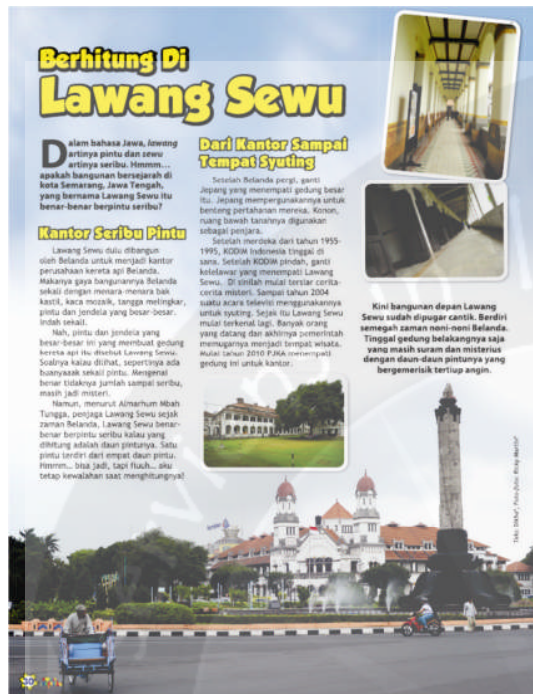 Berhitung Di
Lawang Sewu
Dalam bahasa Jawa, lawang
artinya pintu dan sewu
artinya seribu. Hmmm...
apakah bangunan bersejarah di
kota Semarang, Jawa Tengah,
yang bernama Lawang Sewu itu
benar-benar berpintu seribu?
Kantor Seribu Pintu
Lawang Sewu dulu dibangun
oleh Belanda untuk menjadi kantor
perusahaan kereta api Belanda.
Makanya gaya bangunannya Belanda
sekali dengan menara-menara bak
kastil, kaca mozaik, tangga melingkar,
pintu dan jendela yang besar-besar.
Indah sekali.
Nah, pintu dan jendela yang
besar-besar ini yang membuat gedung
kereta api itu disebut Lawang Sewu.
Soalnya kalau dilihat, sepertinya ada
buanyaaak sekali pintu. Mengenai
benar tidaknya jumlah sampai seribu,
masih jadi misteri.
Namun, menurut Almarhum Mbah
Tungga, penjaga Lawang Sewu sejak
zaman Belanda, Lawang Sewu benar-
benar berpintu seribu kalau yang
dihitung adalah daun pintunya. Satu
pintu terdiri dari empat daun pintu.
Hmmm... bisa jadi, tapi fiuuh... aku
tetap kewalahan saat menghitungnya!
Dari Kantor Sampai
Tempat Syuting
Setelah Belanda pergi, ganti
Jepang yang menempati gedung besar
itu. Jepang mempergunakannya untuk
benteng pertahanan mereka. Konon,
ruang bawah tanahnya digunakan
sebagai penjara.
Setelah merdeka dari tahun 1955-
1995, KODIM Indonesia tinggal di
sana. Setelah KODIM pindah, ganti
kelelawar yang menempati Lawang
Sewu. Di sinilah mulai tersiar cerita-
cerita misteri. Sampai tahun 2004
suatu acara televisi menggunakannya
untuk syuting. Sejak itu Lawang Sewu
mulai terkenal lagi. Banyak orang
yang datang dan akhirnya pemerintah
memugarnya menjadi tempat wisata.
Mulai tahun 2010 PJKA menempati
gedung ini untuk kantor.
Kini bangunan depan Lawang
Sewu sudah dipugar cantik. Berdiri
semegah zaman noni-noni Belanda.
Tinggal gedung belakangnya saja
yang masih suram dan misterius
dengan daun-daun pintunya yang
bergemerisik tertiup angin.